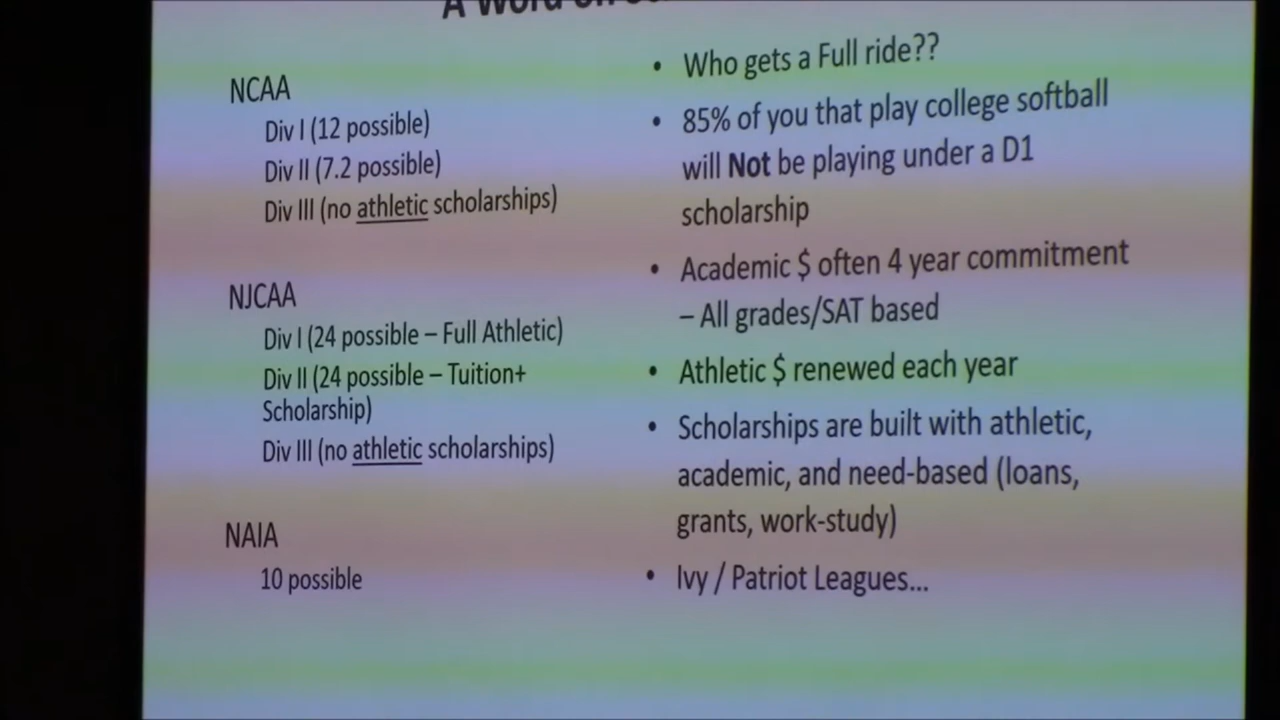 A Word on
NCAA
Div I (12 possible)
Div II (7.2 possible)
Div III (no athletic scholarships)
NJCAA
Div I (24 possible – Full Athletic)
Div II (24 possible – Tuition+
Scholarship)
Div III (no athletic scholarships)
NAIA
10 possible
• Who gets a Full ride??
• 85% of you that play college softball
will Not be playing under a D1
scholarship
• Academic $ often 4 year commitment
– All grades/SAT based
• Athletic $ renewed each year
• Scholarships are built with athletic,
academic, and need-based (loans,
grants, work-study)
• Ivy / Patriot Leagues...